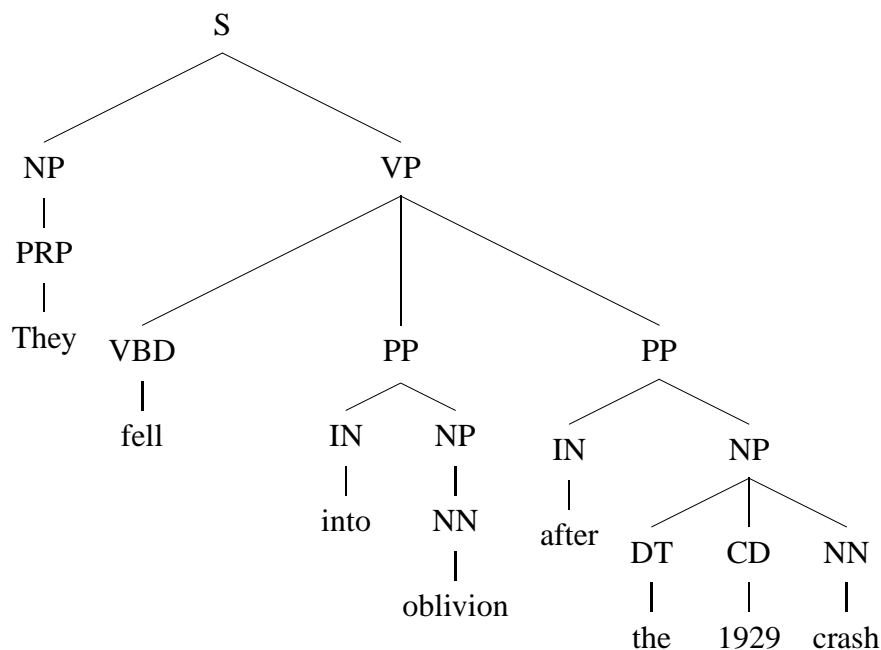 S
NP VP
PRP
They VBD PP PP
fell IN NP IN NP
into NN after DT CD NN
oblivion the 1929 crash